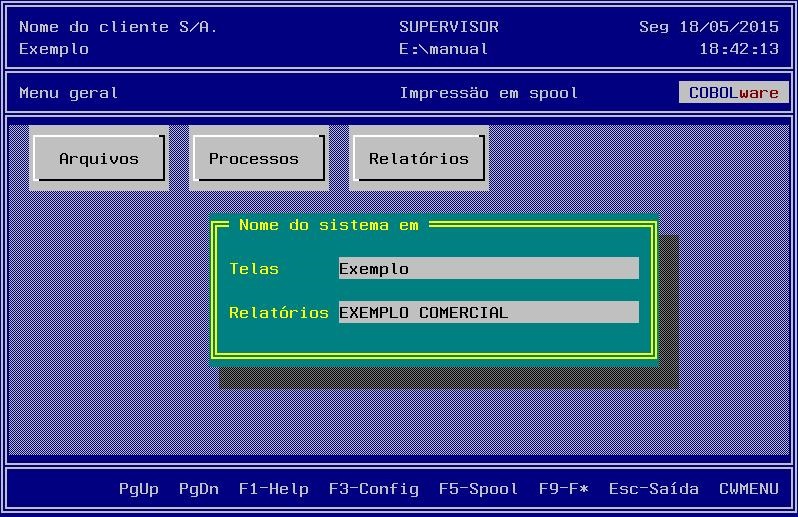 Nome do cliente S/A. SUPERVISOR Seg 18/05/2015
Exemplo E:\manual 18:42:13
Menu geral Impressäo em spool COBOLware
Arquivos Processos Relatórios
Nome do sistema em
Telas Exemplo
Relatórios EXEMPLO COMERCIAL
PgUp PgDn F1-Help F3-Config F5-Spool F9-F* Esc-Saída CWMENU